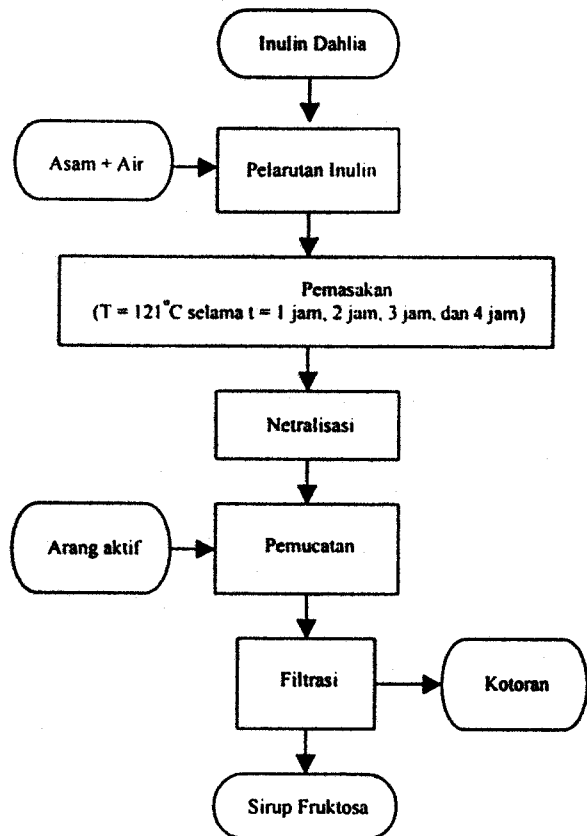 Inulin Dahlia
Asam + Air
Pelarutan Inulin
Pemasakan
(T = 121°C selama t = 1 jam, 2 jam, 3 jam, dan 4 jam)
Netralisasi
Arang aktif
Pemucatan
Filtrasi
Kotoran
Sirup Fruktosa